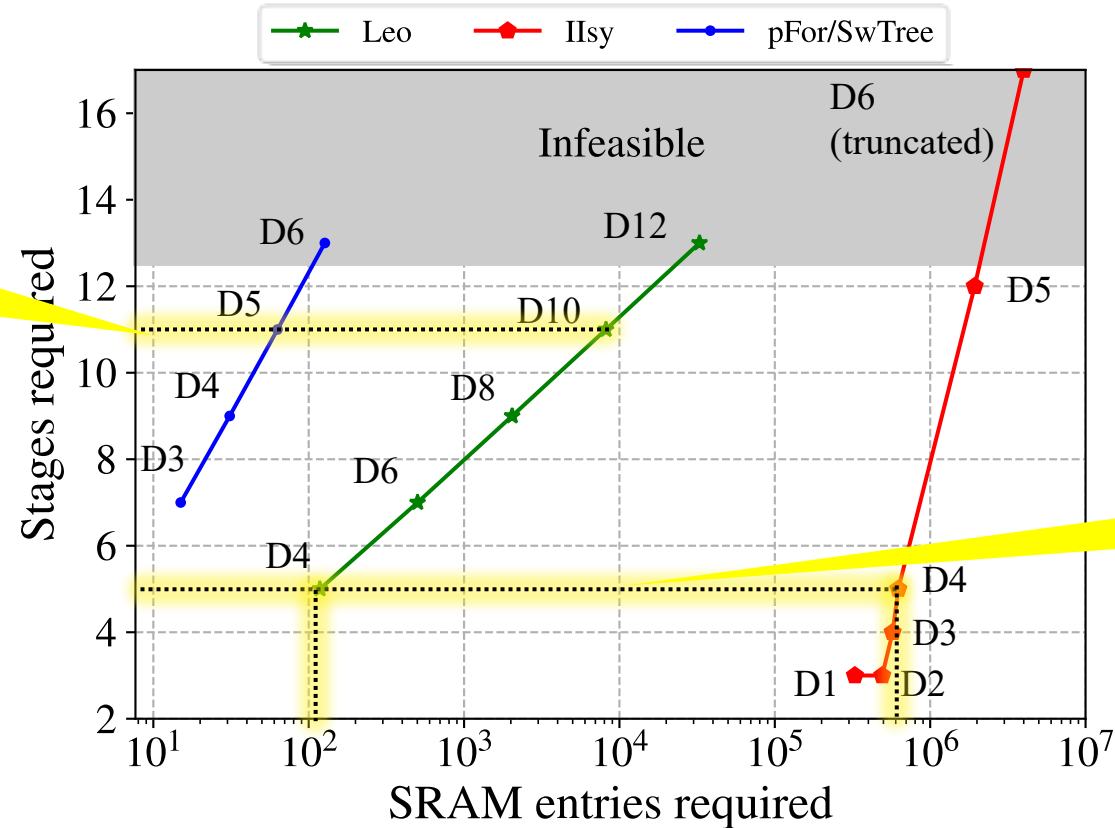 Leo IIsy pFor/SwTree
Stages required
16
14
12
10
8
6
4
2
Infeasible
D6
(truncated)
D6
D12
D5
D5
D10
D4
D8
D3
D6
D4
D4
D3
D1
D2
10¹ 10² 10³ 10⁴ 10⁵ 10⁶ 10⁷
SRAM entries required